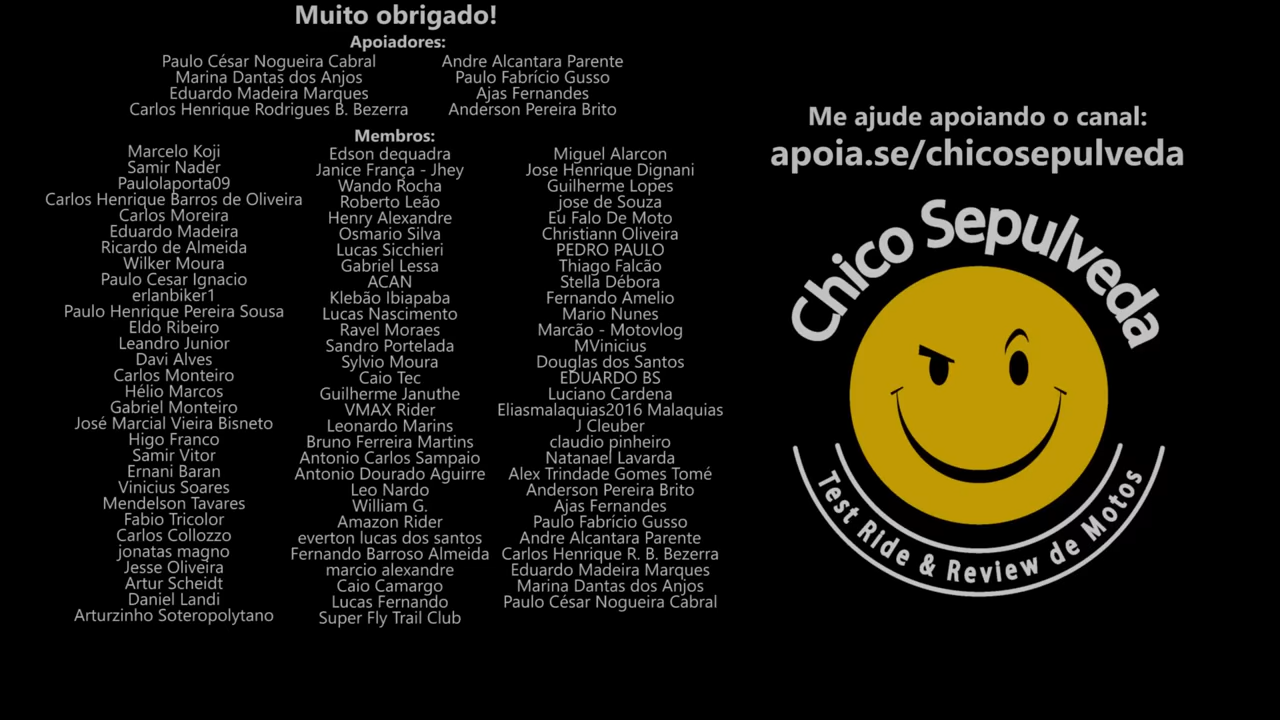 Muito obrigado!
Apoiadores:
Paulo César Nogueira Cabral
Marina Dantas dos Anjos
Eduardo Madeira Marques
Carlos Henrique Rodrigues B. Bezerra
Andre Alcantara Parente
Paulo Fabrício Gusso
Ajas Fernandes
Anderson Pereira Brito
Membros:
Marcelo Koji
Samir Nader
Paulolaporta09
Carlos Henrique Barros de Oliveira
Carlos Moreira
Eduardo Madeira
Ricardo de Almeida
Wilker Moura
Paulo Cesar Ignacio
erlanbiker1
Paulo Henrique Pereira Sousa
Eldo Ribeiro
Leandro Junior
Davi Alves
Carlos Monteiro
Hélio Marcos
Gabriel Monteiro
José Marcial Vieira Bisneto
Higo Franco
Samir Vitor
Ernani Baran
Vinicius Soares
Mendelson Tavares
Fabio Tricolor
Carlos Collozzo
jonatas magno
Jesse Oliveira
Artur Scheidt
Daniel Landi
Arturzinho Soteropolytano
Edson dequadra
Janice França - Jhey
Wando Rocha
Roberto Leão
Henry Alexandre
Osmario Silva
Lucas Sicchieri
Gabriel Lessa
ACAN
Klebão Ibiapaba
Lucas Nascimento
Ravel Moraes
Sandro Portelada
Sylvio Moura
Caio Tec
Guilherme Januthe
VMAX Rider
Leonardo Marins
Bruno Ferreira Martins
Antonio Carlos Sampaio
Antonio Dourado Aguirre
Leo Nardo
William G.
Amazon Rider
everton lucas dos santos
Fernando Barroso Almeida
marcio alexandre
Caio Camargo
Lucas Fernando
Super Fly Trail Club
Miguel Alarcon
Jose Henrique Dignani
Guilherme Lopes
jose de Souza
Eu Falo De Moto
Christiann Oliveira
PEDRO PAULO
Thiago Falcão
Stella Débora
Fernando Amelio
Mario Nunes
Marcão - Motovlog
MVinicius
Douglas dos Santos
EDUARDO BS
Luciano Cardena
Eliasmalaquias2016 Malaquias
J Cleuber
claudio pinheiro
Natanael Lavarda
Alex Trindade Gomes Tomé
Anderson Pereira Brito
Ajas Fernandes
Paulo Fabrício Gusso
Andre Alcantara Parente
Carlos Henrique R. B. Bezerra
Eduardo Madeira Marques
Marina Dantas dos Anjos
Paulo César Nogueira Cabral
Me ajude apoiando o canal:
apoia.se/chicosepulveda
Chico Sepulveda
Test Ride & Review de Motos